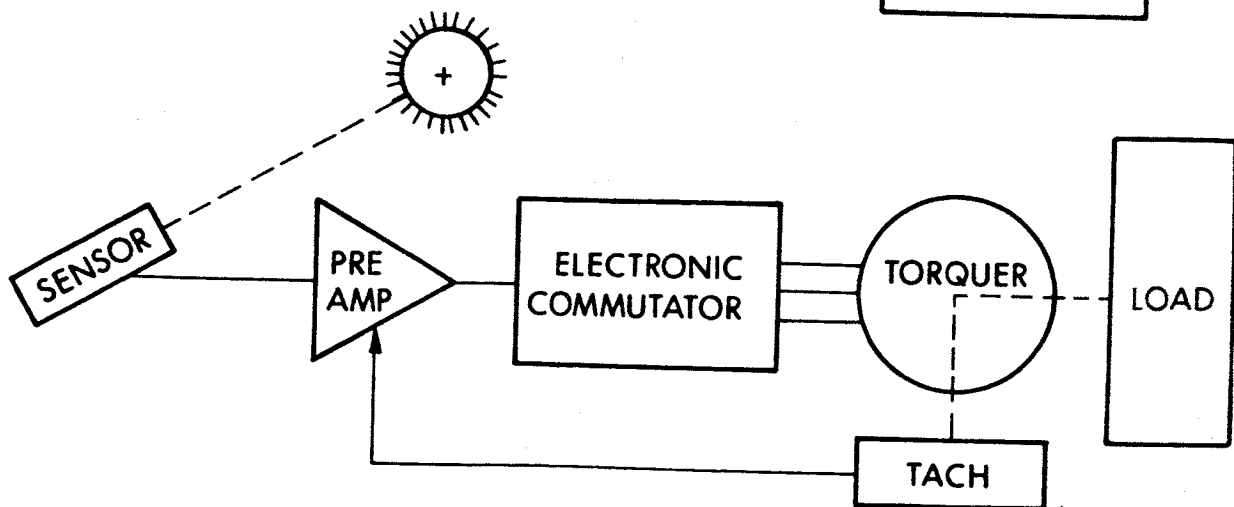 +
SENSOR
PRE
AMP
ELECTRONIC
COMMUTATOR
TORQUER
LOAD
TACH